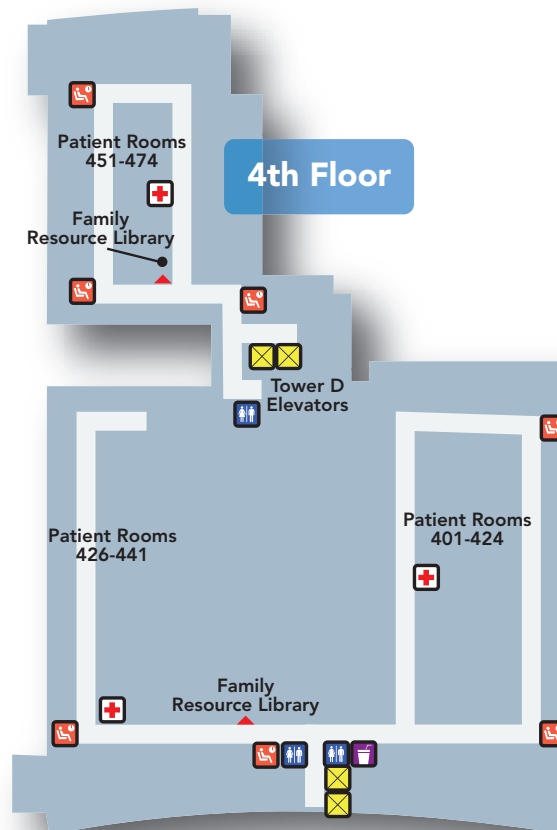 4th Floor
Patient Rooms
451-474
Family
Resource Library
Tower D
Elevators
Patient Rooms
426-441
Patient Rooms
401-424
Family
Resource Library